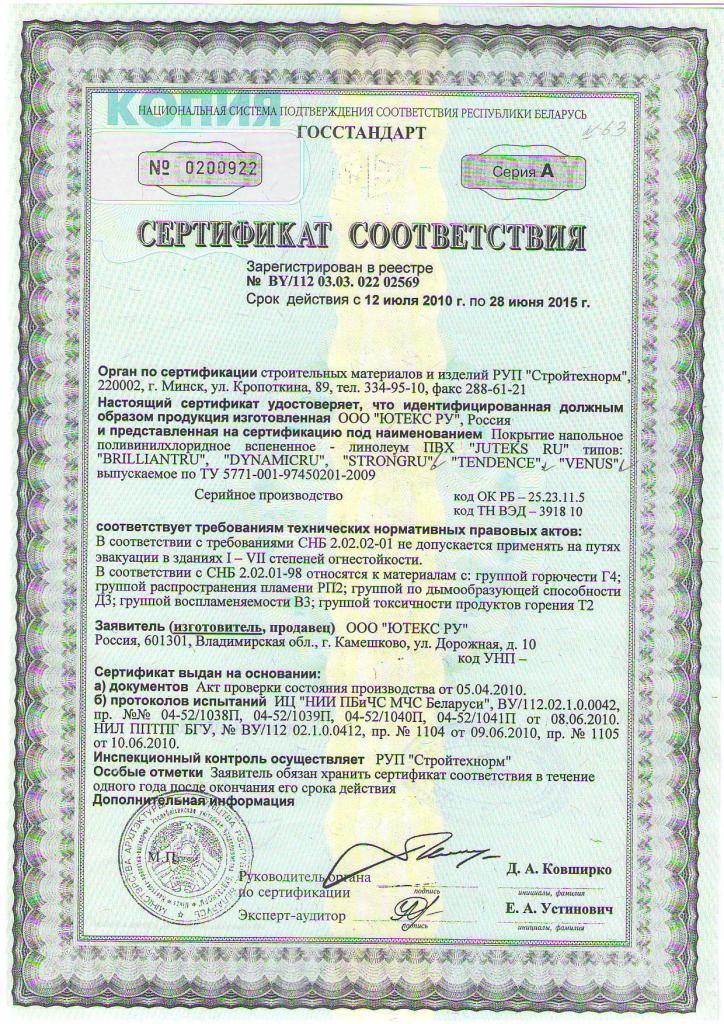 КОПИЯ
НАЦИОНАЛЬНАЯ СИСТЕМА ПОДТВЕРЖДЕНИЯ СООТВЕТСТВИЯ РЕСПУБЛИКИ БЕЛАРУСЬ
ГОССТАНДАРТ
№ 0200922
Серия А
СЕРТИФИКАТ СООТВЕТСТВИЯ
Зарегистрирован в реестре
№ BY/112 03.03. 022 02569
Срок действия с 12 июля 2010 г. по 28 июня 2015 г.
Орган по сертификации строительных материалов и изделий РУП "Стройтехнорм",
220002, г. Минск, ул. Кропоткина, 89, тел. 334-95-10, факс 288-61-21
Настоящий сертификат удостоверяет, что идентифицированная должным
образом продукция изготовленная ООО "ЮТЕКС РУ", Россия
и представленная на сертификацию под наименованием Покрытие напольное
поливинилхлоридное вспененное - линолеум ПВХ "JUTEKS RU" типов:
"BRILLIANTRU", "DYNAMICRU", "STRONGRU", "TENDENCE", "VENUS",
выпускаемое по ТУ 5771-001-97450201-2009
Серийное производство код ОК РБ – 25.23.11.5
код ТН ВЭД – 3918 10
соответствует требованиям технических нормативных правовых актов:
В соответствии с требованиями СНБ 2.02.02-01 не допускается применять на путях
эвакуации в зданиях I – VII степеней огнестойкости.
В соответствии с СНБ 2.02.01-98 относятся к материалам с: группой горючести Г4;
группой распространения пламени РП2; группой по дымообразующей способности
Д3; группой воспламеняемости В3; группой токсичности продуктов горения Т2
Заявитель (изготовитель, продавец) ООО "ЮТЕКС РУ"
Россия, 601301, Владимирская обл., г. Камешково, ул. Дорожная, д. 10
код УНП –
Сертификат выдан на основании:
а) документов Акт проверки состояния производства от 05.04.2010.
б) протоколов испытаний ИЦ "НИИ ПБиЧС МЧС Беларуси", BY/112.02.1.0.0042,
пр. №№ 04-52/1038П, 04-52/1039П, 04-52/1040П, 04-52/1041П от 08.06.2010.
НИЛ ППТПГ БГУ, № BY/112 02.1.0.0412, пр. № 1104 от 09.06.2010, пр. № 1105
от 10.06.2010.
Инспекционный контроль осуществляет РУП "Стройтехнорм"
Особые отметки Заявитель обязан хранить сертификат соответствия в течение
одного года после окончания его срока действия
Дополнительная информация
М.П.
Руководитель органа
по сертификации
подпись
Д. А. Ковширко
инициалы, фамилия
Эксперт-аудитор
подпись
Е. А. Устинович
инициалы, фамилия